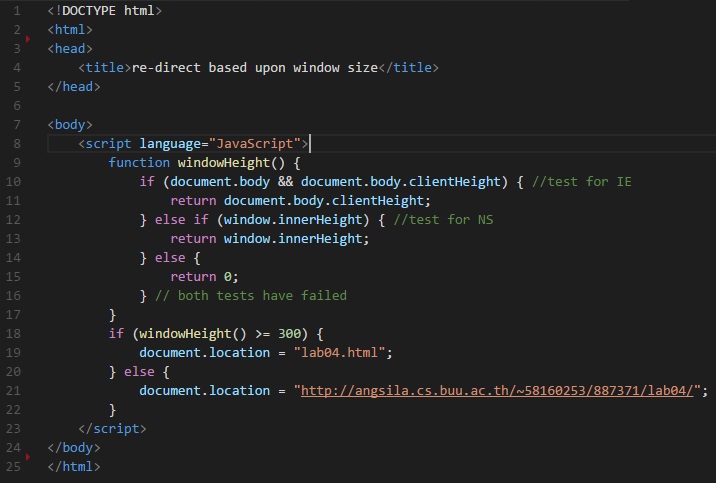 1 <!DOCTYPE html>
2 <html>
3 <head>
4     <title>re-direct based upon window size</title>
5 </head>
6
7 <body>
8     <script language="JavaScript">
9         function windowHeight() {
10             if (document.body && document.body.clientHeight) { //test for IE
11                 return document.body.clientHeight;
12             } else if (window.innerHeight) { //test for NS
13                 return window.innerHeight;
14             } else {
15                 return 0;
16             } // both tests have failed
17         }
18         if (windowHeight() >= 300) {
19             document.location = "lab04.html";
20         } else {
21             document.location = "http://angsila.cs.buu.ac.th/~58160253/887371/lab04/";
22         }
23     </script>
24 </body>
25 </html>